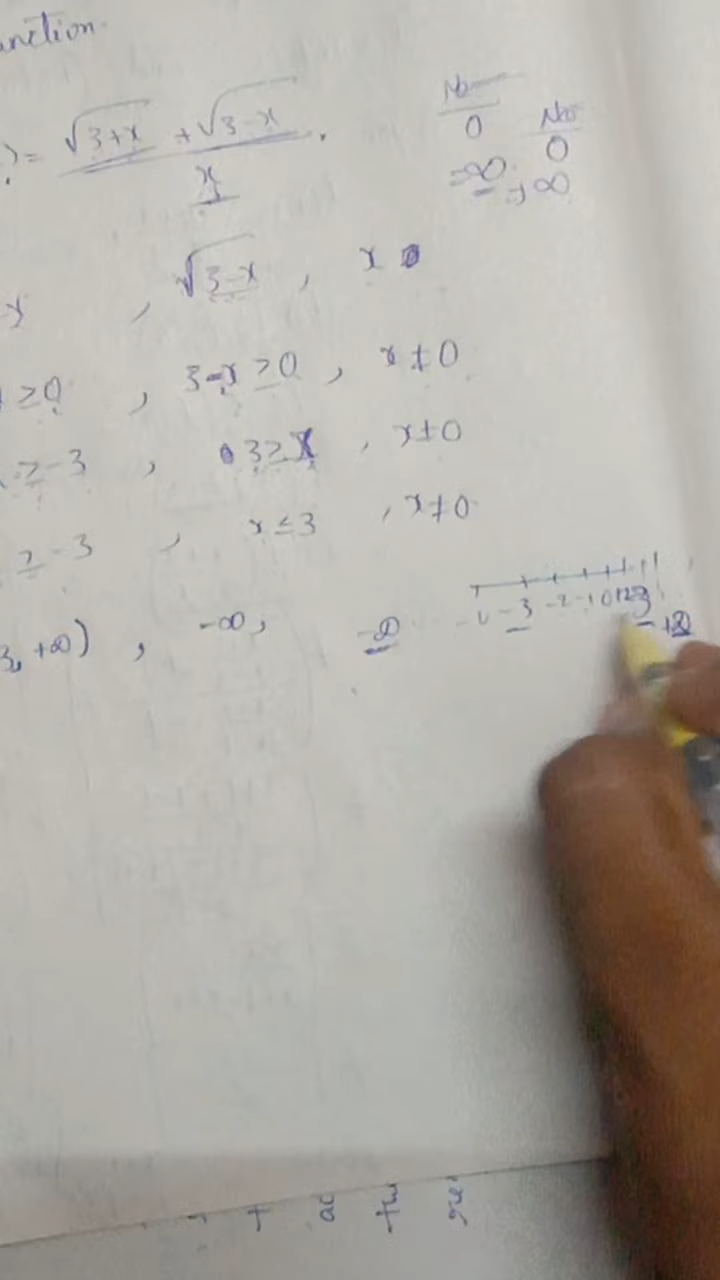 unction.
) = √3+x + √3-x / x.
No/0 No/0
=∞, +∞
-x , √3-x , x
≥0 , 3-x ≥0 , x≠0
≥-3 , 3≥x , x≠0
≥-3 , x≤3 , x≠0
-3 -2 -1 0 1 2 3
3, +∞) , -∞, -∞ +∞